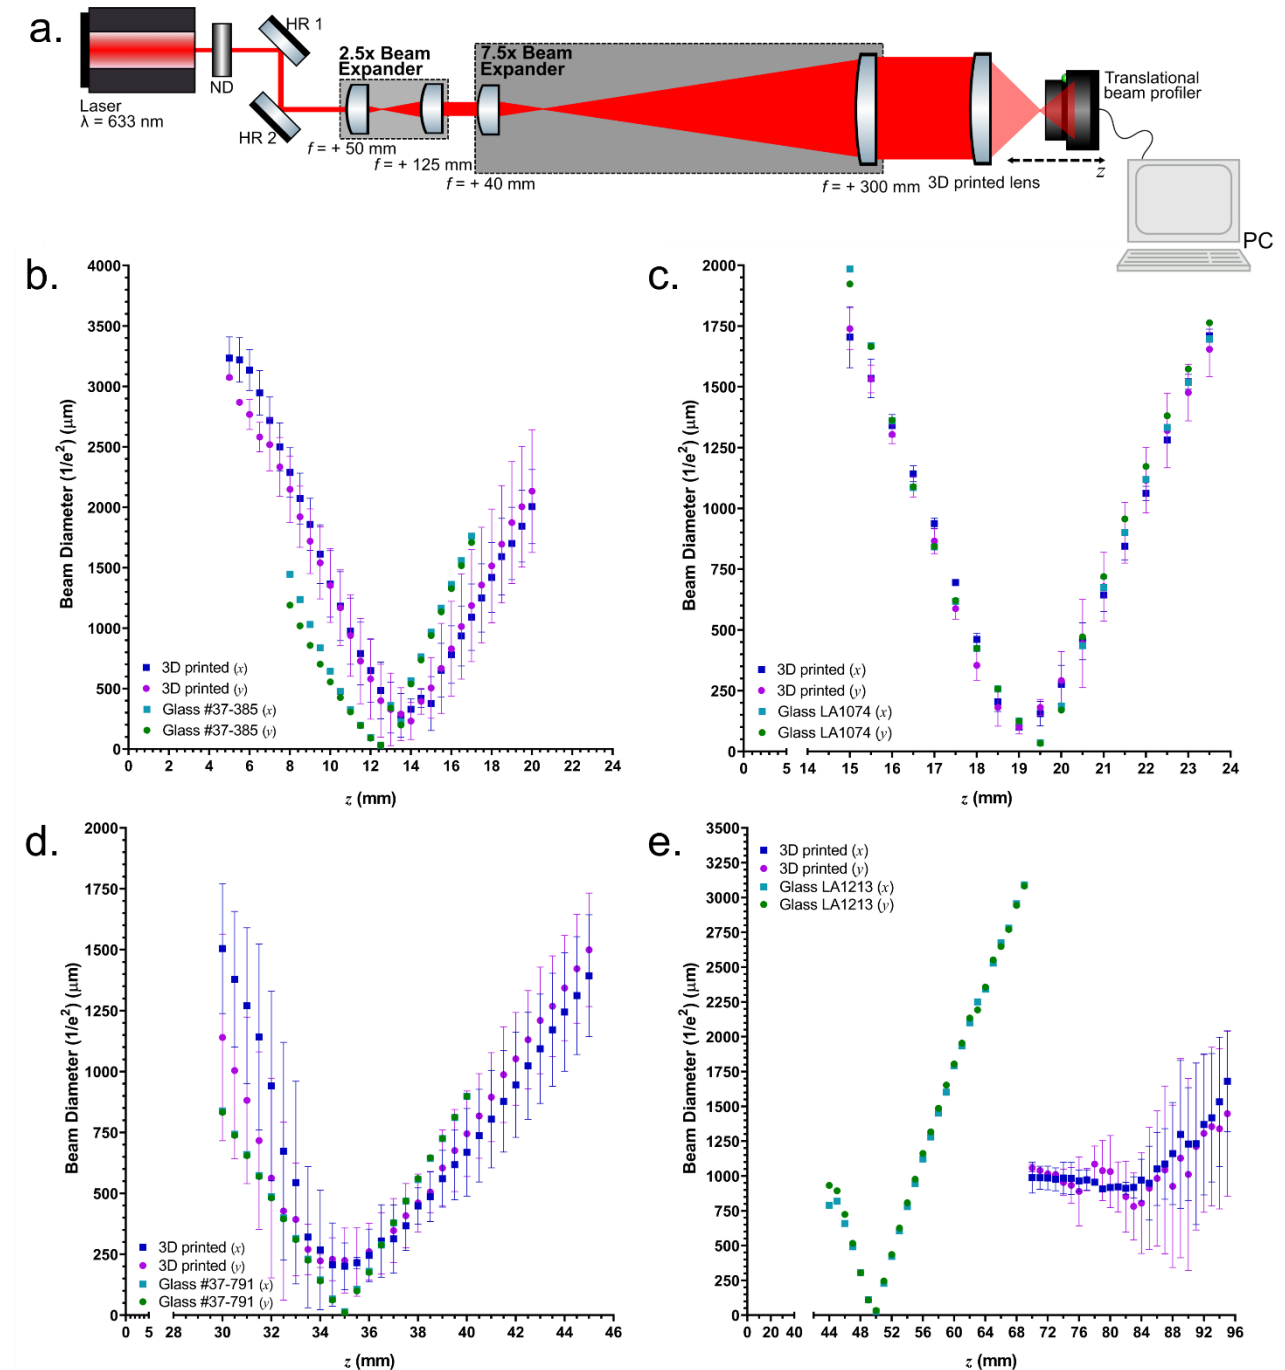 a.
HR 1
2.5x Beam
Expander
7.5x Beam
Expander
ND
Laser
λ = 633 nm
HR 2
f = + 50 mm
f = + 125 mm
f = + 40 mm
f = + 300 mm
3D printed lens
Translational
beam profiler
z
PC
b.
Beam Diameter (1/e²) (μm)
4000
3500
3000
2500
2000
1500
1000
500
0
3D printed (x)
3D printed (y)
Glass #37-385 (x)
Glass #37-385 (y)
0 2 4 6 8 10 12 14 16 18 20 22 24
z (mm)
c.
Beam Diameter (1/e²) (μm)
2000
1750
1500
1250
1000
750
500
250
0
3D printed (x)
3D printed (y)
Glass LA1074 (x)
Glass LA1074 (y)
0 5 14 15 16 17 18 19 20 21 22 23 24
z (mm)
d.
Beam Diameter (1/e²) (μm)
2000
1750
1500
1250
1000
750
500
250
0
3D printed (x)
3D printed (y)
Glass #37-791 (x)
Glass #37-791 (y)
0 5 28 30 32 34 36 38 40 42 44 46
z (mm)
e.
Beam Diameter (1/e²) (μm)
3500
3250
3000
2750
2500
2250
2000
1750
1500
1250
1000
750
500
250
0
3D printed (x)
3D printed (y)
Glass LA1213 (x)
Glass LA1213 (y)
0 20 40 44 48 52 56 60 64 68 72 76 80 84 88 92 96
z (mm)